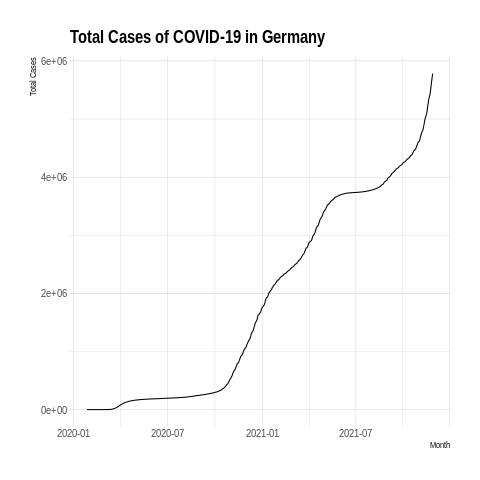 Total Cases of COVID-19 in Germany
Total Cases
6e+06
4e+06
2e+06
0e+00
2020-01 2020-07 2021-01 2021-07
Month